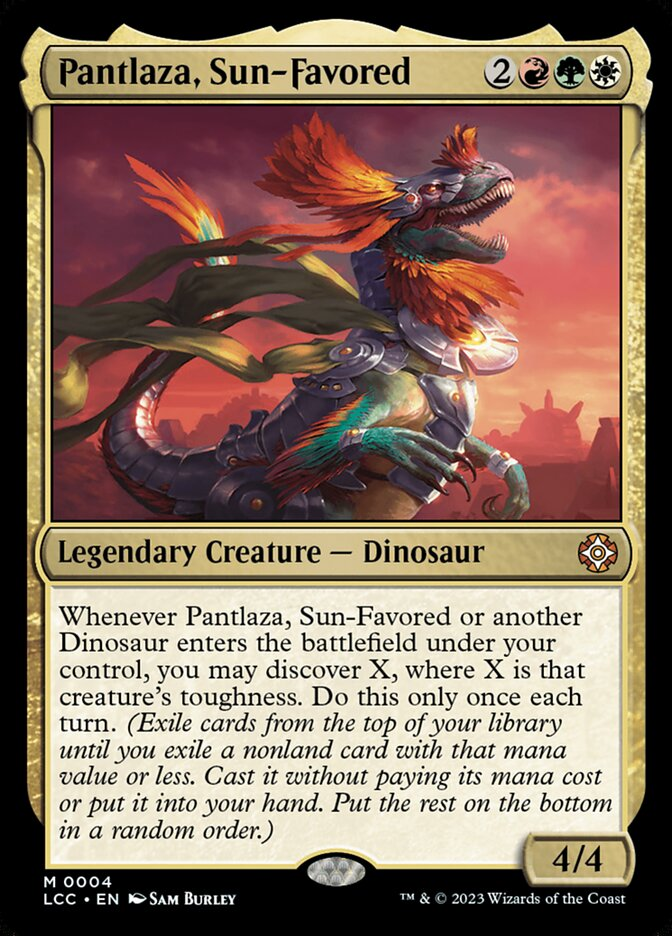 Pantlaza, Sun-Favored 2
Legendary Creature — Dinosaur
Whenever Pantlaza, Sun-Favored or another
Dinosaur enters the battlefield under your
control, you may discover X, where X is that
creature's toughness. Do this only once each
turn. (Exile cards from the top of your library
until you exile a nonland card with that mana
value or less. Cast it without paying its mana cost
or put it into your hand. Put the rest on the bottom
in a random order.)
4/4
M 0004
LCC • EN Sam Burley
™ & © 2023 Wizards of the Coast